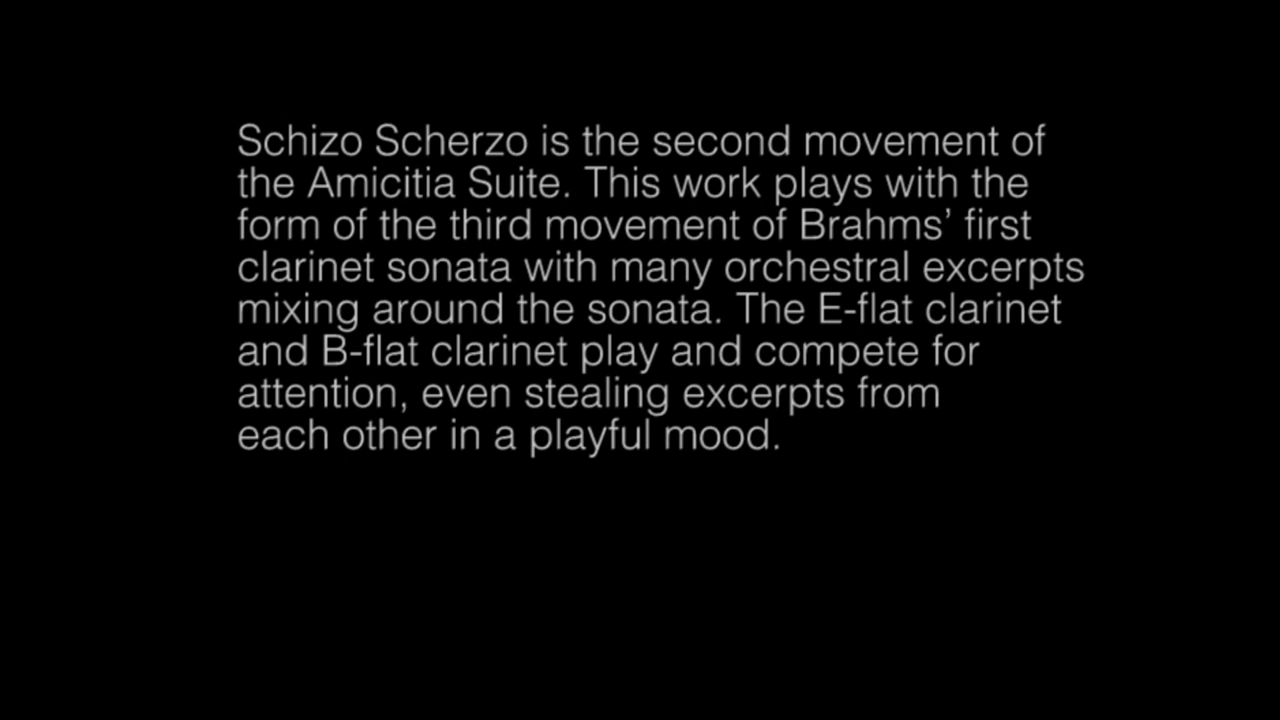 Schizo Scherzo is the second movement of
the Amicitia Suite. This work plays with the
form of the third movement of Brahms’ first
clarinet sonata with many orchestral excerpts
mixing around the sonata. The E-flat clarinet
and B-flat clarinet play and compete for
attention, even stealing excerpts from
each other in a playful mood.